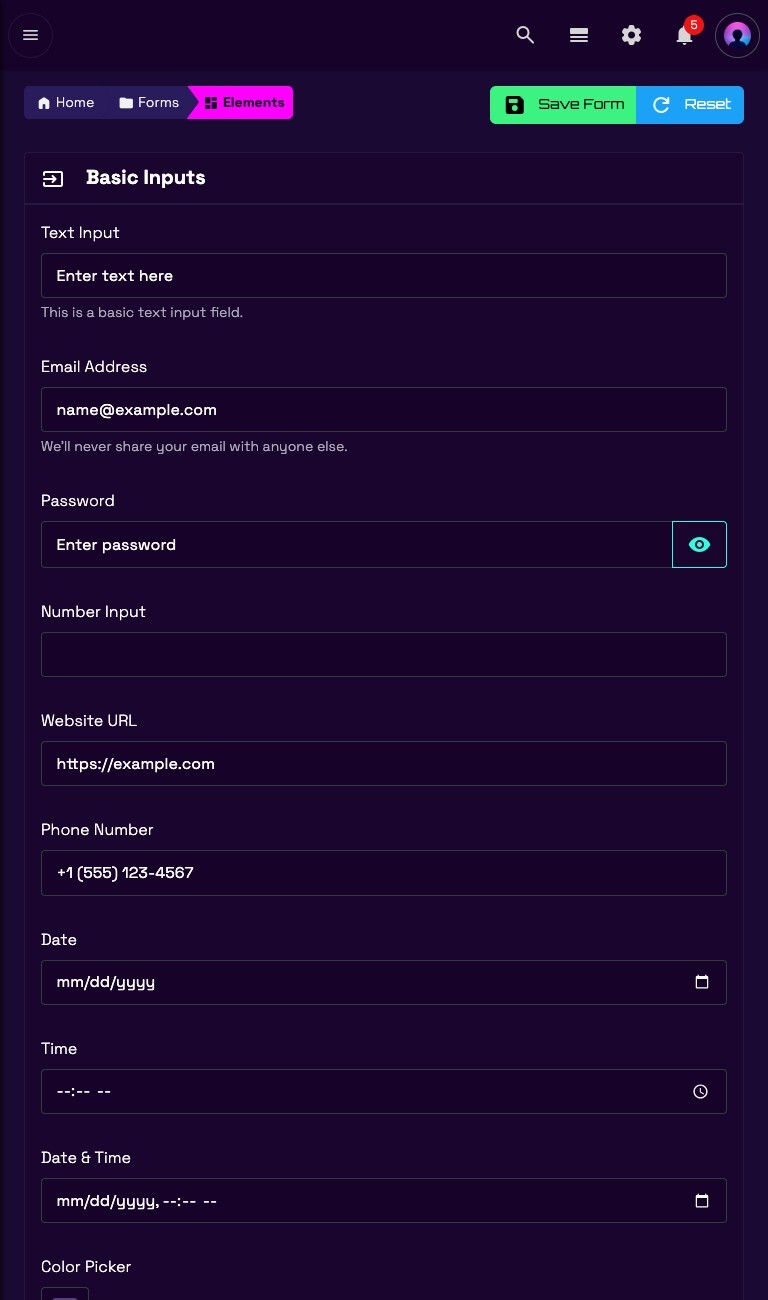 5
Home Forms Elements
Save Form Reset
Basic Inputs
Text Input
Enter text here
This is a basic text input field.
Email Address
name@example.com
We'll never share your email with anyone else.
Password
Enter password
Number Input
Website URL
https://example.com
Phone Number
+1 (555) 123-4567
Date
mm/dd/yyyy
Time
--:-- --
Date & Time
mm/dd/yyyy, --:-- --
Color Picker